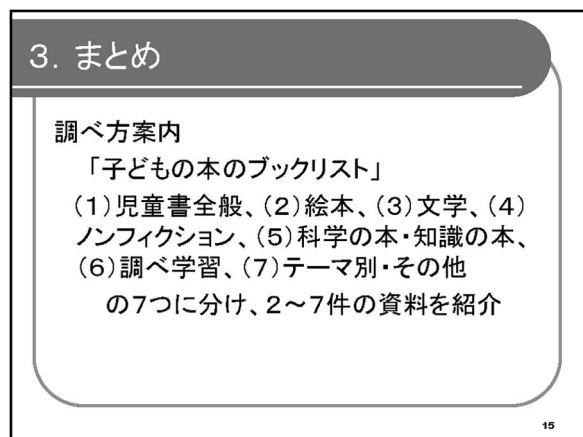 3．まとめ
調べ方案内
「子どもの本のブックリスト」
(1)児童書全般、(2)絵本、(3)文学、(4)
ノンフィクション、(5)科学の本・知識の本、
(6)調べ学習、(7)テーマ別・その他
の7つに分け、2～7件の資料を紹介
15